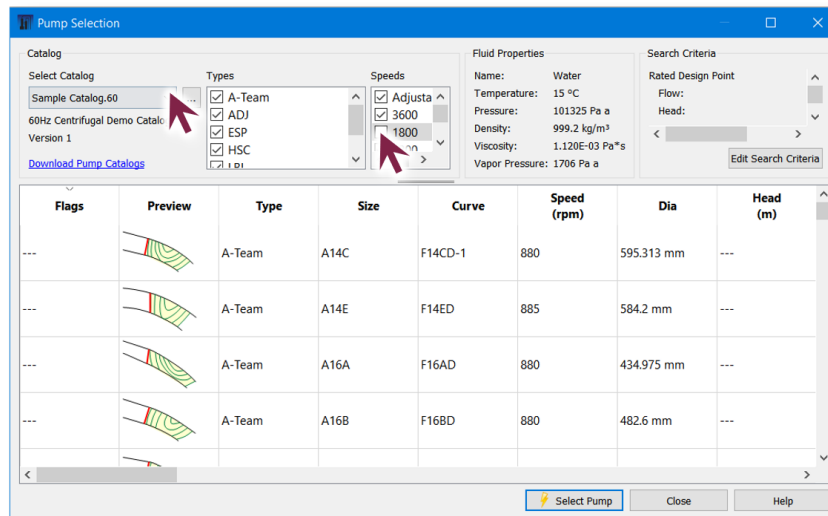 Pump Selection
Catalog
Select Catalog
Sample Catalog.60
...
60Hz Centrifugal Demo
Version 1
Download Pump Catalogs
Types
A-Team
ADJ
ESP
HSC
Speeds
Adjusta
3600
1800
Fluid Properties
Name: Water
Temperature: 15 ºC
Pressure: 101325 Pa a
Density: 999.2 kg/m³
Viscosity: 1.120E-03 Pa*s
Vapor Pressure: 1706 Pa a
Search Criteria
Rated Design Point
Flow:
Head:
Edit Search Criteria
Flags Preview Type Size Curve Speed (rpm) Dia Head (m)
--- A-Team A14C F14CD-1 880 595.313 mm ---
--- A-Team A14E F14ED 885 584.2 mm ---
--- A-Team A16A F16AD 880 434.975 mm ---
--- A-Team A16B F16BD 880 482.6 mm ---
Select Pump Close Help